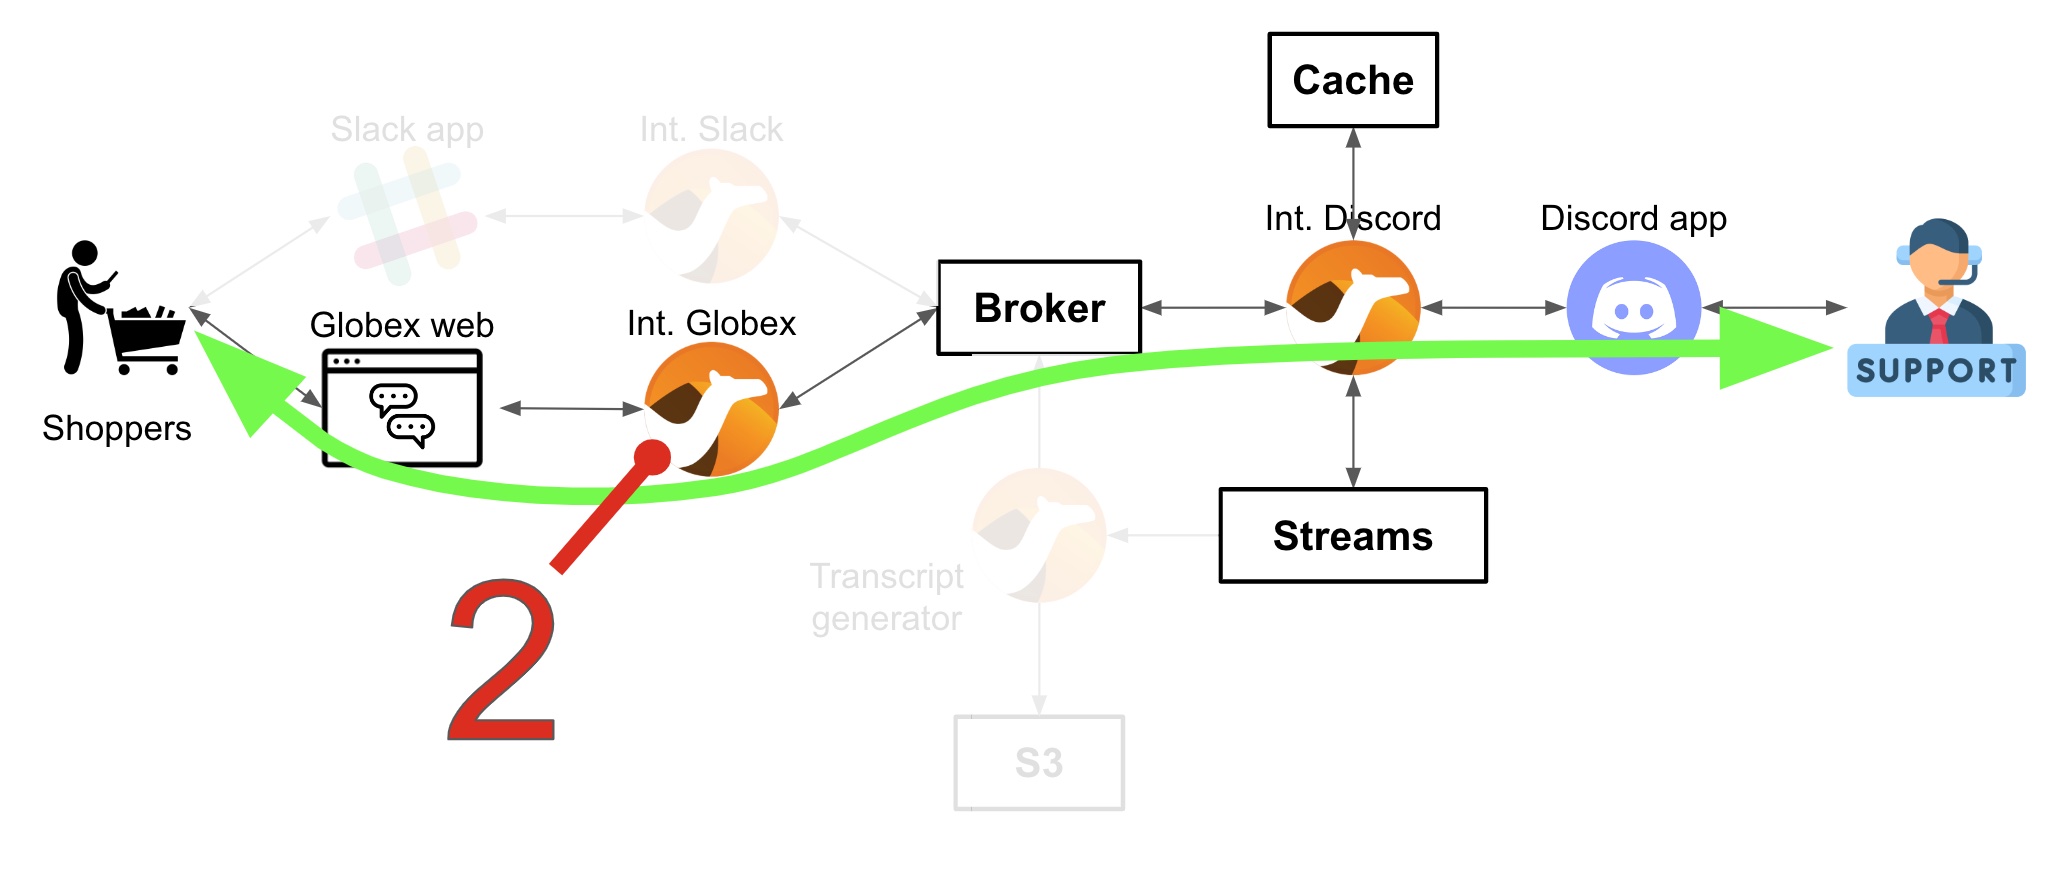 Cache
Slack app
Int. Slack
Int. Discord
Discord app
Globex web
Int. Globex
Broker
Shoppers
SUPPORT
Streams
Transcript
generator
2
S3